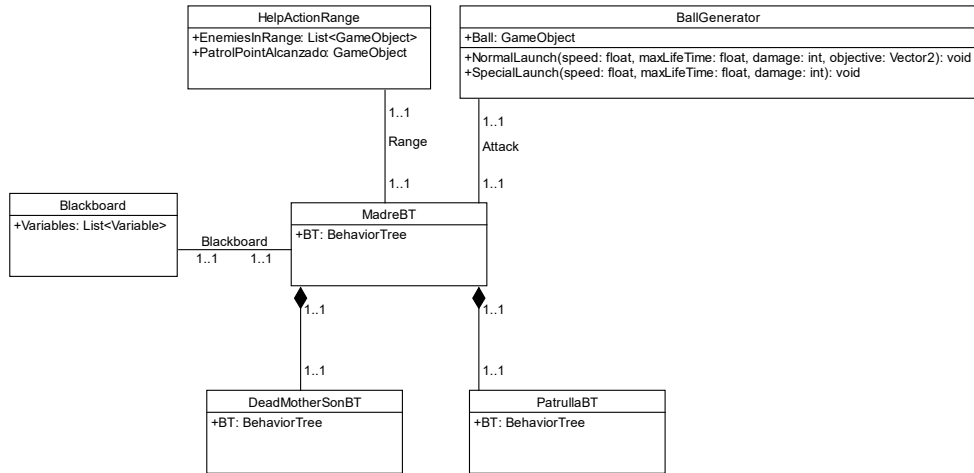 HelpActionRange
+EnemiesInRange: List<GameObject>
+PatrolPointAlcanzado: GameObject
BallGenerator
+Ball: GameObject
+NormalLaunch(speed: float, maxLifeTime: float, damage: int, objective: Vector2): void
+SpecialLaunch(speed: float, maxLifeTime: float, damage: int): void
1..1
Range
1..1
1..1
Attack
1..1
Blackboard
+Variables: List<Variable>
Blackboard
1..1
1..1
MadreBT
+BT: BehaviorTree
1..1
1..1
1..1
1..1
DeadMotherSonBT
+BT: BehaviorTree
PatrullaBT
+BT: BehaviorTree